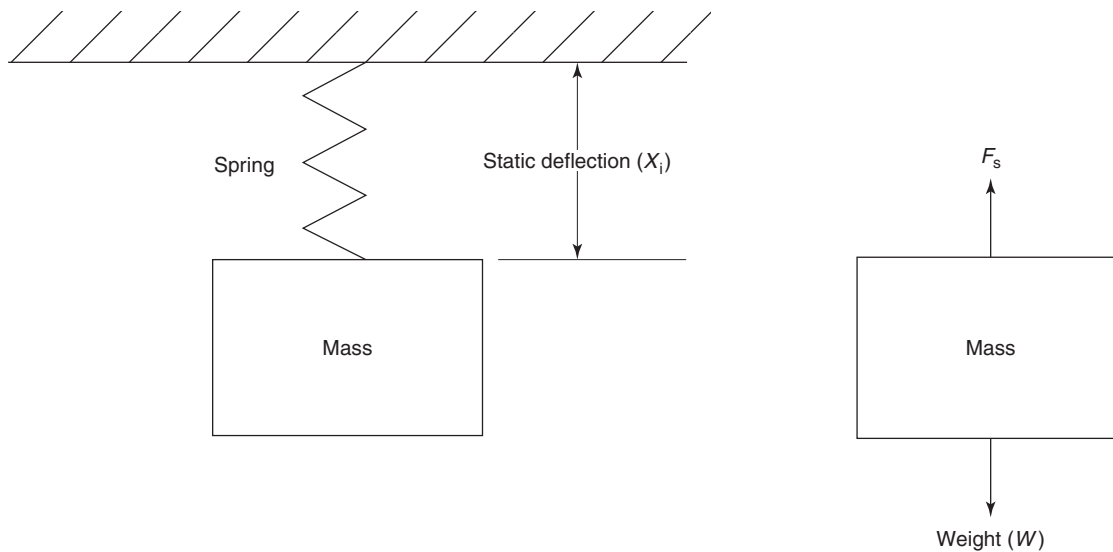 Spring
Static deflection (Xi)
Mass
Fs
Mass
Weight (W)